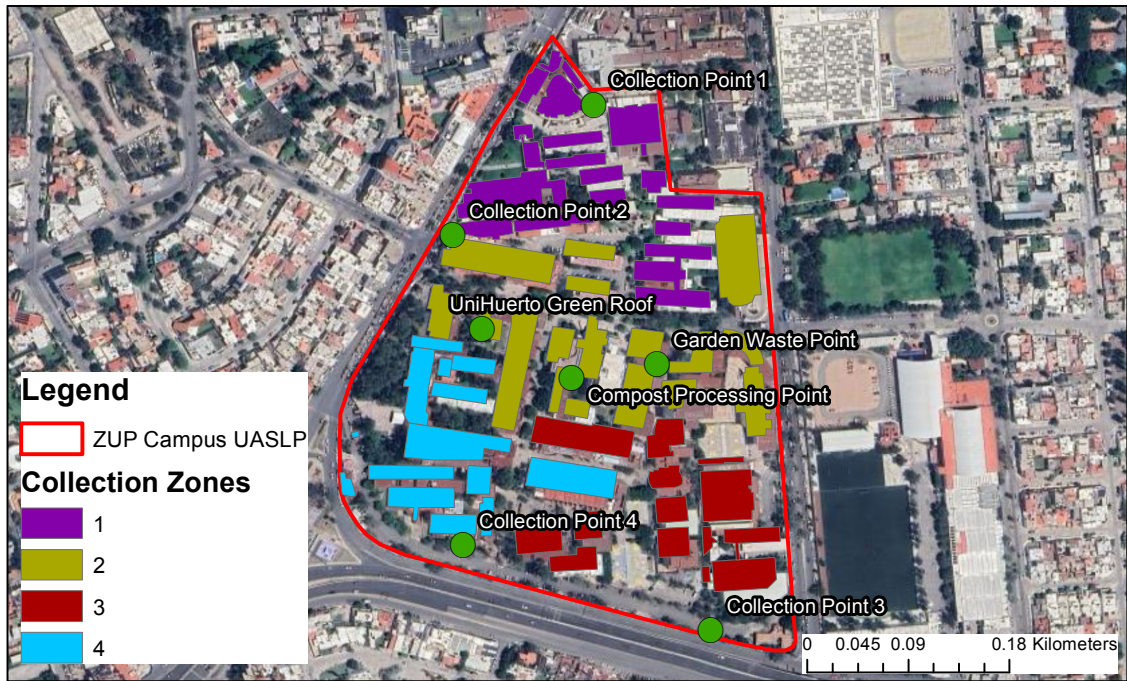 Collection Point 1
Collection Point 2
UniHuerto Green Roof
Garden Waste Point
Compost Processing Point
Collection Point 4
Collection Point 3
Legend
ZUP Campus UASLP
Collection Zones
1
2
3
4
0 0.045 0.09 0.18 Kilometers